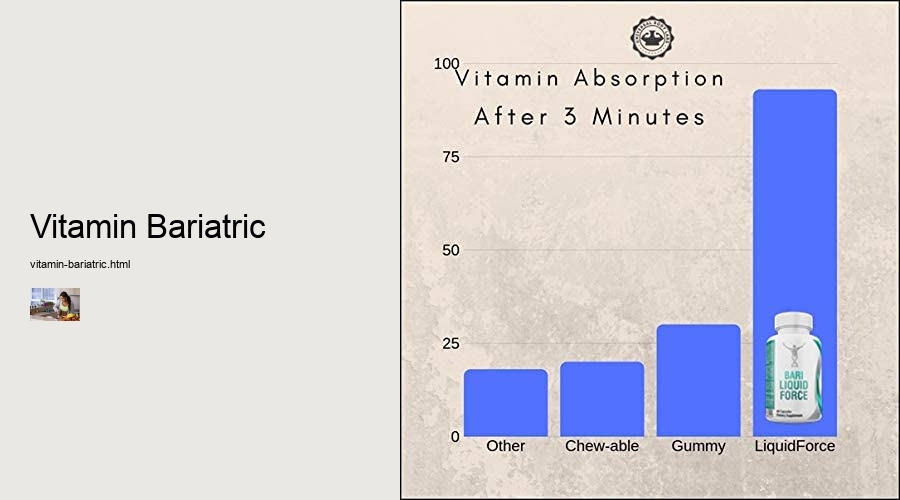 Vitamin Bariatric
vitamin-bariatric.html
100
Vitamin Absorption
After 3 Minutes
75
50
25
0
BARI
LIQUID
FORCE
Other
Chew-able
Gummy
LiquidForce